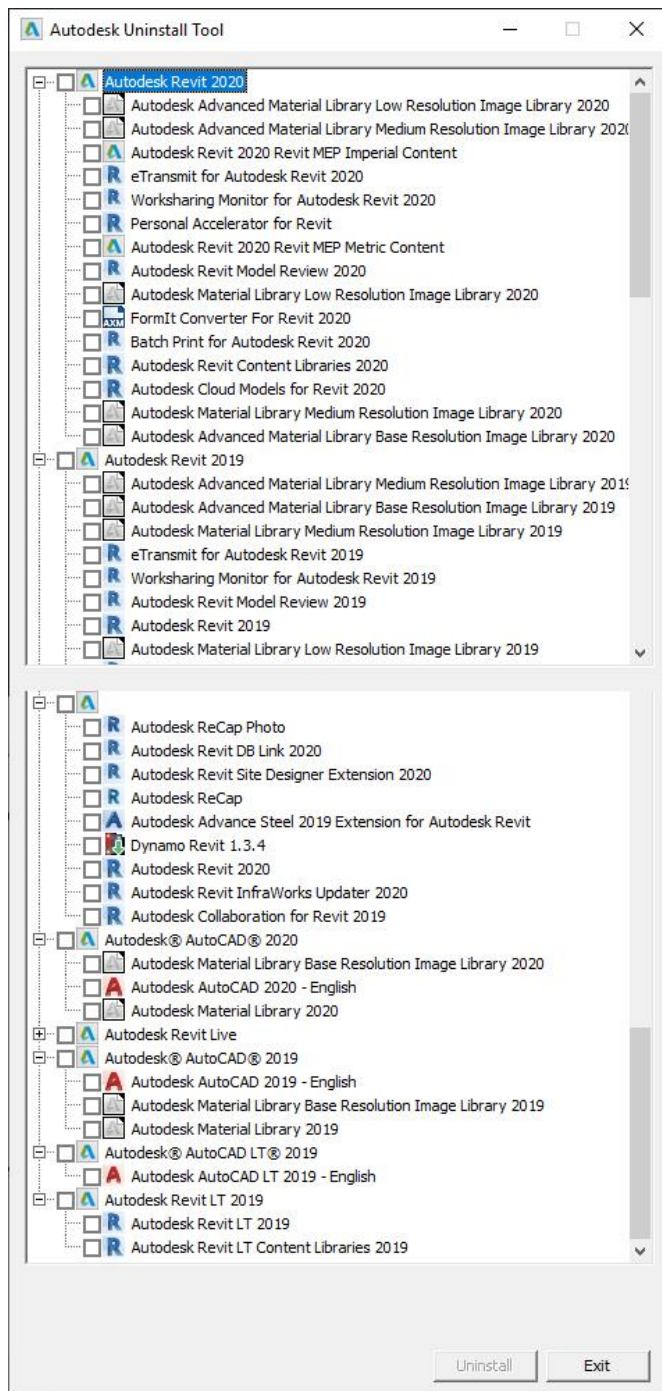 Autodesk Uninstall Tool
Autodesk Revit 2020
Autodesk Advanced Material Library Low Resolution Image Library 2020
Autodesk Advanced Material Library Medium Resolution Image Library 202
Autodesk Revit 2020 Revit MEP Imperial Content
eTransmit for Autodesk Revit 2020
Worksharing Monitor for Autodesk Revit 2020
Personal Accelerator for Revit
Autodesk Revit 2020 Revit MEP Metric Content
Autodesk Revit Model Review 2020
Autodesk Material Library Low Resolution Image Library 2020
FormIt Converter For Revit 2020
Batch Print for Autodesk Revit 2020
Autodesk Revit Content Libraries 2020
Autodesk Cloud Models for Revit 2020
Autodesk Material Library Medium Resolution Image Library 2020
Autodesk Advanced Material Library Base Resolution Image Library 2020
Autodesk Revit 2019
Autodesk Advanced Material Library Medium Resolution Image Library 2019
Autodesk Advanced Material Library Base Resolution Image Library 2019
Autodesk Material Library Medium Resolution Image Library 2019
eTransmit for Autodesk Revit 2019
Worksharing Monitor for Autodesk Revit 2019
Autodesk Revit Model Review 2019
Autodesk Revit 2019
Autodesk Material Library Low Resolution Image Library 2019
Autodesk ReCap Photo
Autodesk Revit DB Link 2020
Autodesk Revit Site Designer Extension 2020
Autodesk ReCap
Autodesk Advance Steel 2019 Extension for Autodesk Revit
Dynamo Revit 1.3.4
Autodesk Revit 2020
Autodesk Revit InfraWorks Updater 2020
Autodesk Collaboration for Revit 2019
Autodesk® AutoCAD® 2020
Autodesk Material Library Base Resolution Image Library 2020
Autodesk AutoCAD 2020 - English
Autodesk Material Library 2020
Autodesk Revit Live
Autodesk® AutoCAD® 2019
Autodesk AutoCAD 2019 - English
Autodesk Material Library Base Resolution Image Library 2019
Autodesk Material Library 2019
Autodesk® AutoCAD LT® 2019
Autodesk AutoCAD LT 2019 - English
Autodesk Revit LT 2019
Autodesk Revit LT 2019
Autodesk Revit LT Content Libraries 2019
Uninstall Exit